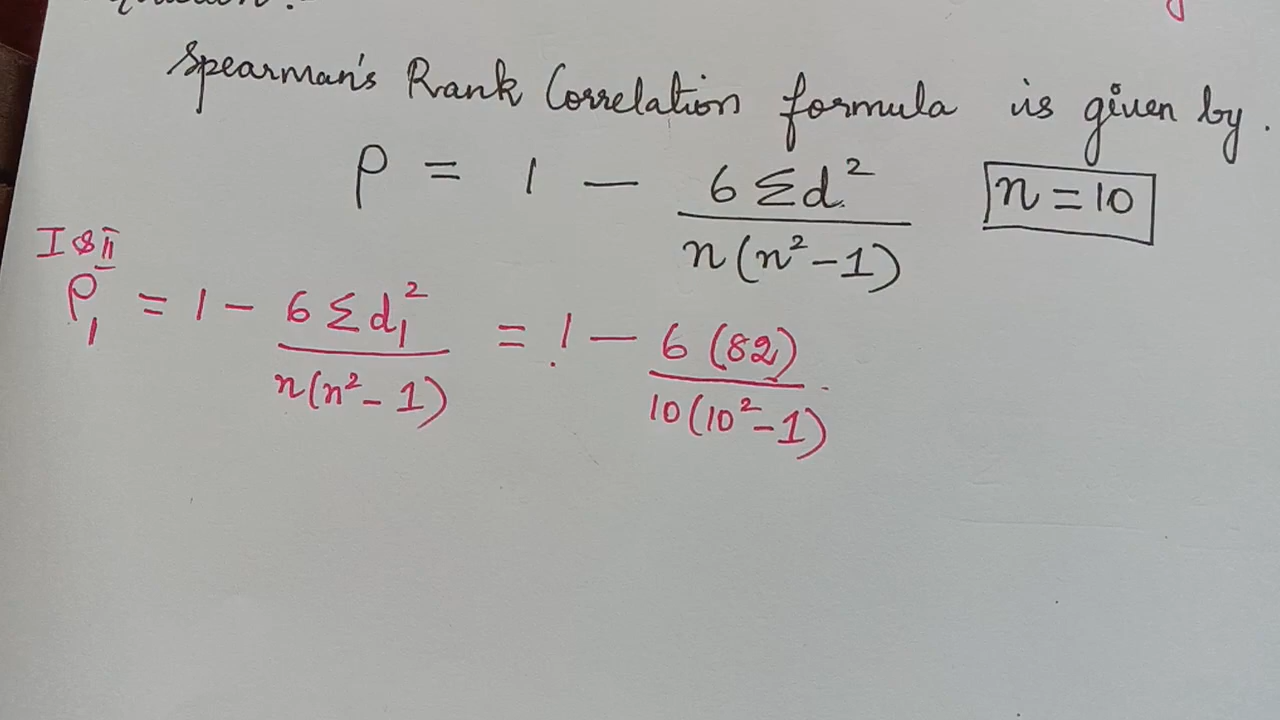 Spearman's Rank Correlation formula is given by.
ρ = 1 - 6 Σd² / n(n² - 1) n = 10
I & II
ρ₁ = 1 - 6 Σd₁² / n(n² - 1) = 1 - 6 (82) / 10(10² - 1)